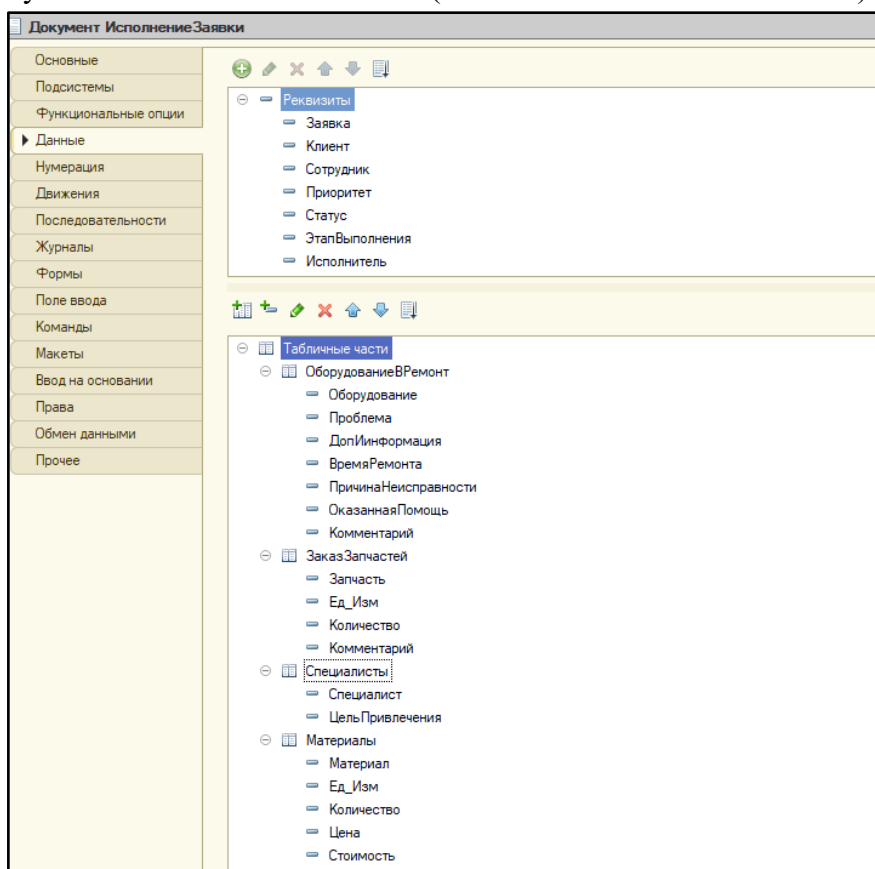 Документ ИсполнениеЗаявки
Основные
Подсистемы
Функциональные опции
Данные
Нумерация
Движения
Последовательности
Журналы
Формы
Поле ввода
Команды
Макеты
Ввод на основании
Права
Обмен данными
Прочее
Реквизиты
Заявка
Клиент
Сотрудник
Приоритет
Статус
ЭтапВыполнения
Исполнитель
Табличные части
ОборудованиеВРемонт
Оборудование
Проблема
ДопИинформация
ВремяРемонта
ПричинаНеисправности
ОказаннаяПомощь
Комментарий
ЗаказЗапчастей
Запчасть
Ед_Изм
Количество
Комментарий
Специалисты
Специалист
ЦельПривлечения
Материалы
Материал
Ед_Изм
Количество
Цена
Стоимость